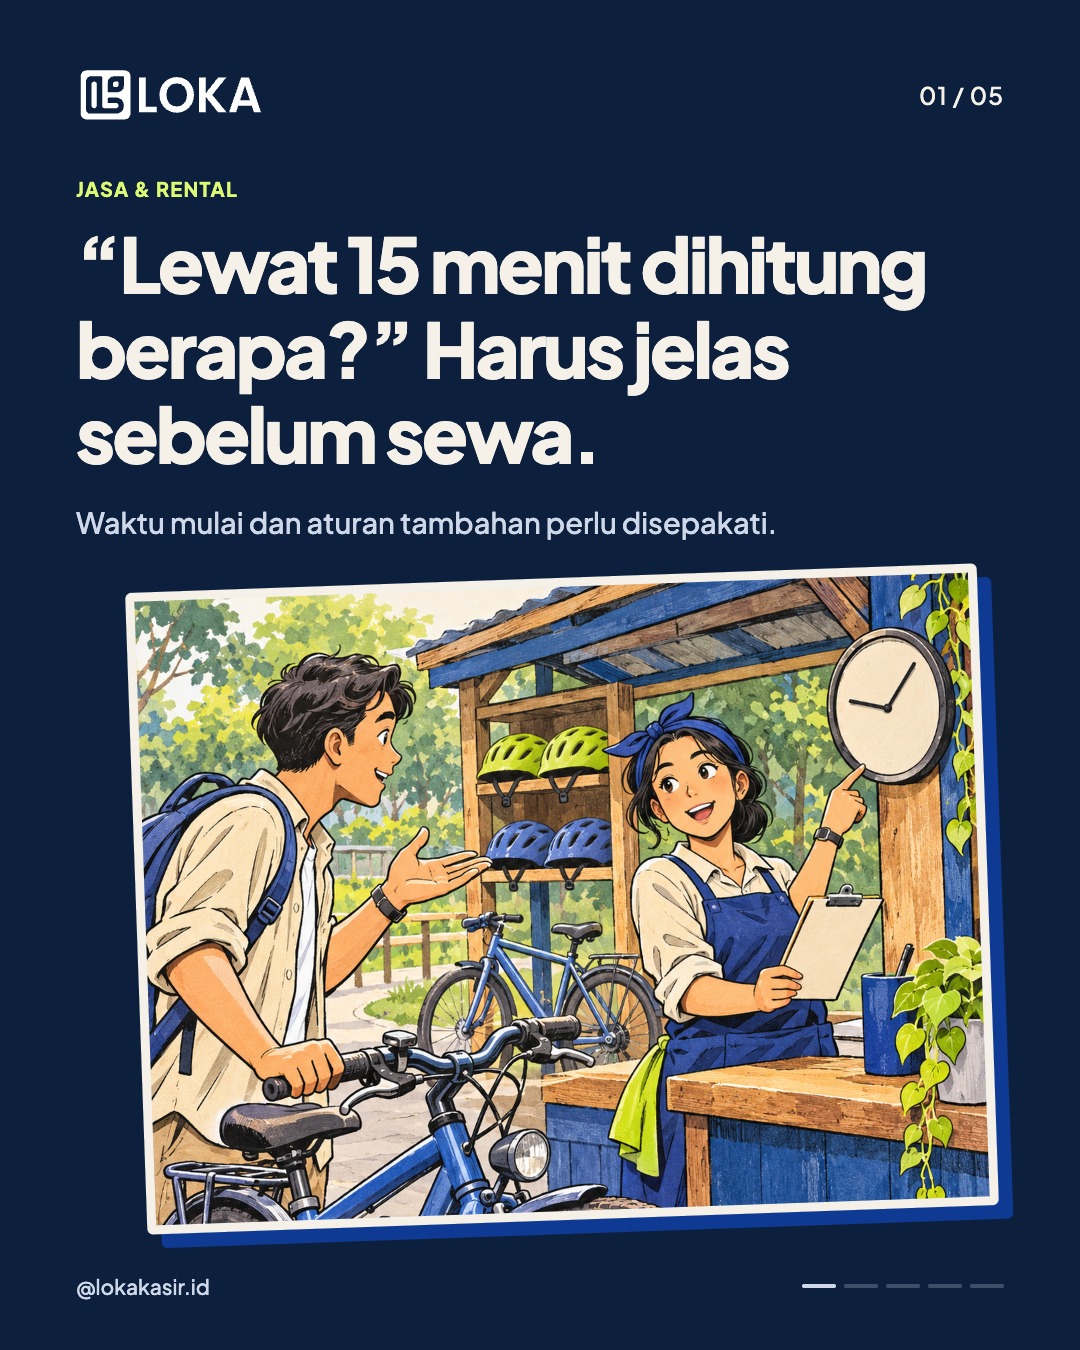 LOKA
01 / 05
JASA & RENTAL
“Lewat 15 menit dihitung
berapa?” Harus jelas
sebelum sewa.
Waktu mulai dan aturan tambahan perlu disepakati.
@lokakasir.id